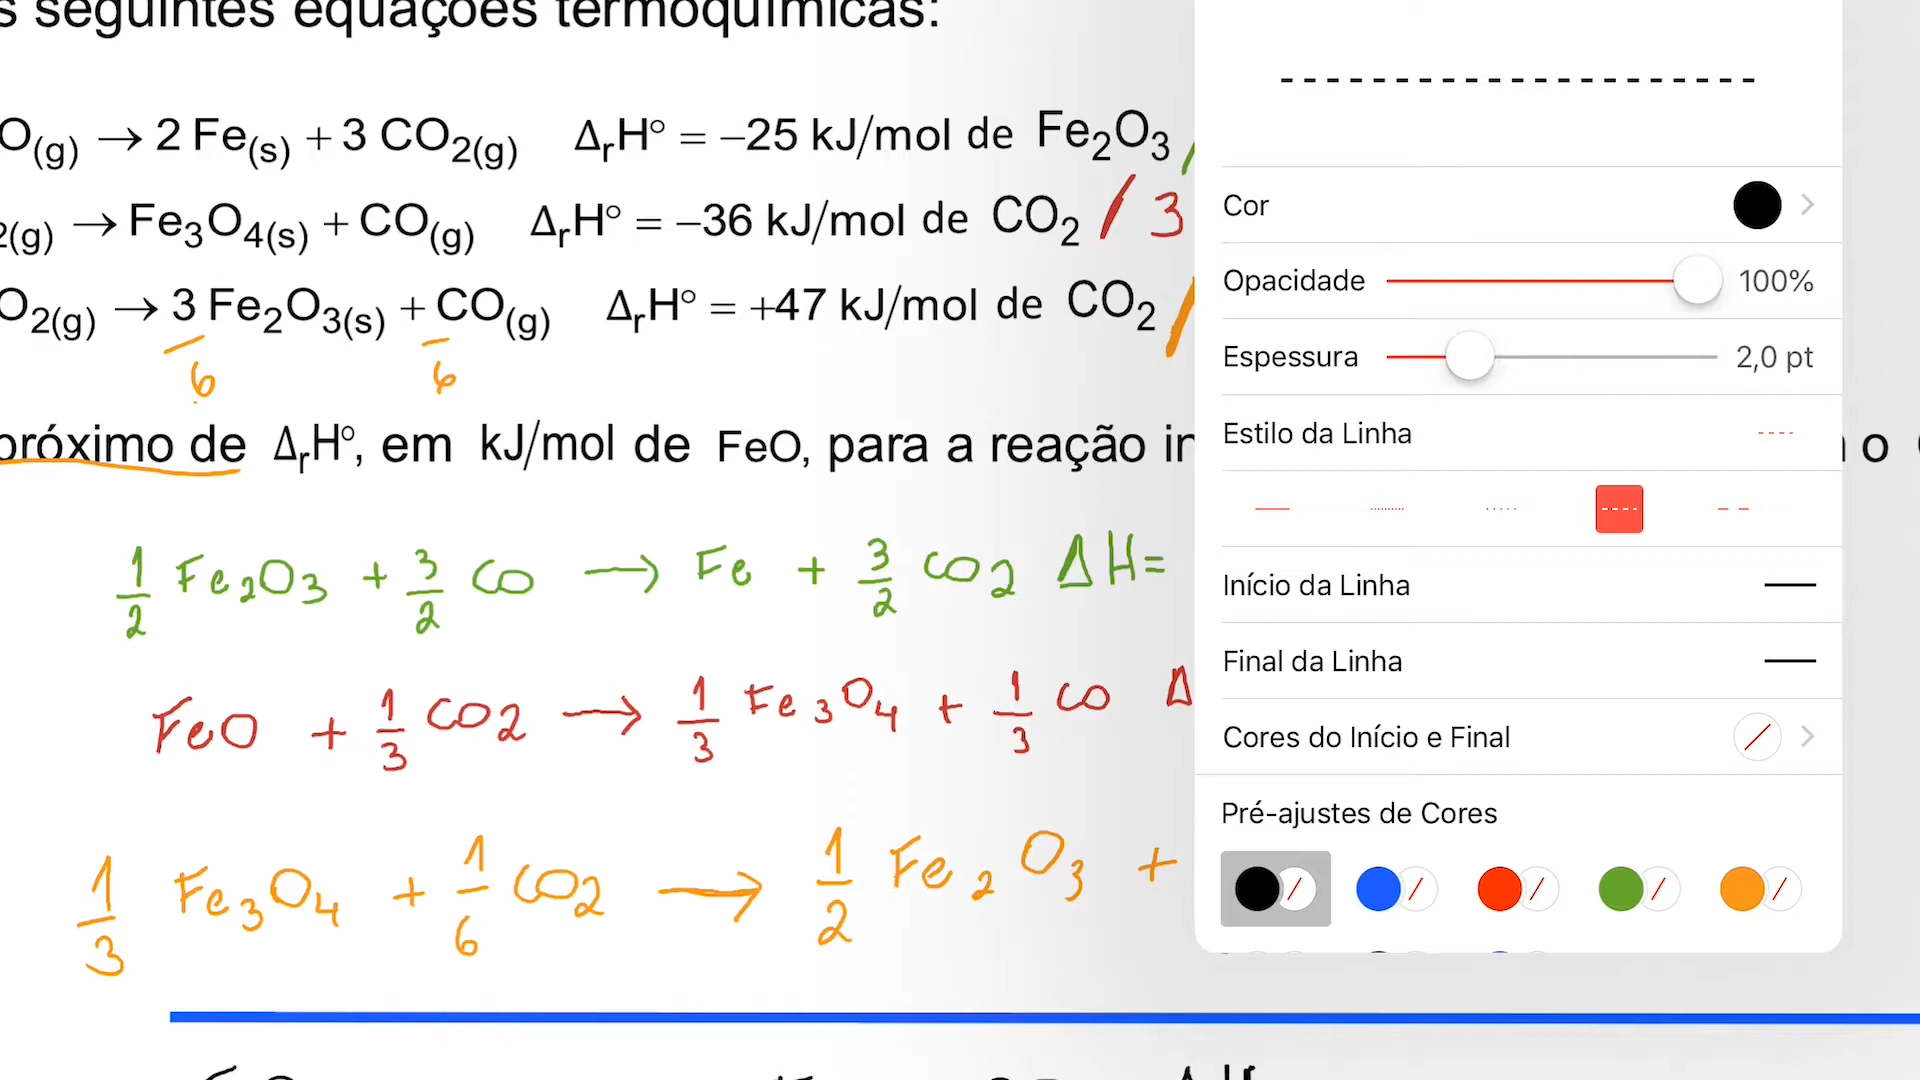 s seguintes equações termoquímicas:
O(g) → 2 Fe(s) + 3 CO2(g) ΔrH° = −25 kJ/mol de Fe2O3 /
2(g) → Fe3O4(s) + CO(g) ΔrH° = −36 kJ/mol de CO2 / 3
O2(g) → 3 Fe2O3(s) + CO(g) ΔrH° = +47 kJ/mol de CO2 /
6 6
próximo de ΔrH°, em kJ/mol de FeO, para a reação in
o
1/2 Fe2O3 + 3/2 CO → Fe + 3/2 CO2 ΔH=
FeO + 1/3 CO2 → 1/3 Fe3O4 + 1/3 CO Δ
1/3 Fe3O4 + 1/6 CO2 → 1/2 Fe2O3 +
Cor
Opacidade 100%
Espessura 2,0 pt
Estilo da Linha
Início da Linha
Final da Linha
Cores do Início e Final
Pré-ajustes de Cores